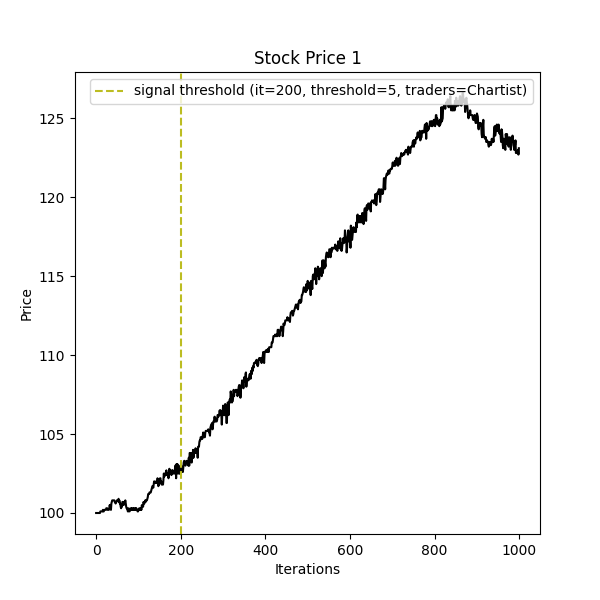 Stock Price 1
signal threshold (it=200, threshold=5, traders=Chartist)
125
120
115
110
105
100
Price
0 200 400 600 800 1000
Iterations